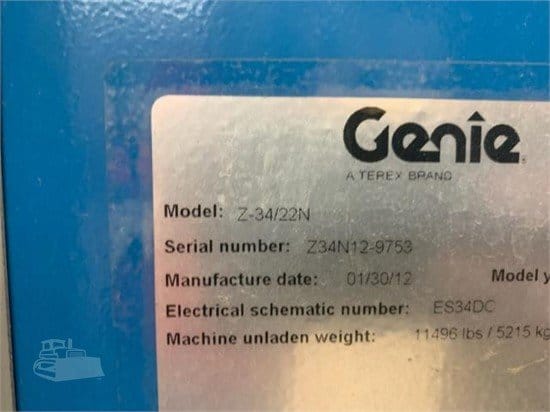 Genie
A TEREX BRAND
Model: Z-34/22N
Serial number: Z34N12-9753
Manufacture date: 01/30/12 Model y
Electrical schematic number: ES34DC
Machine unladen weight: 11496 lbs / 5215 kg